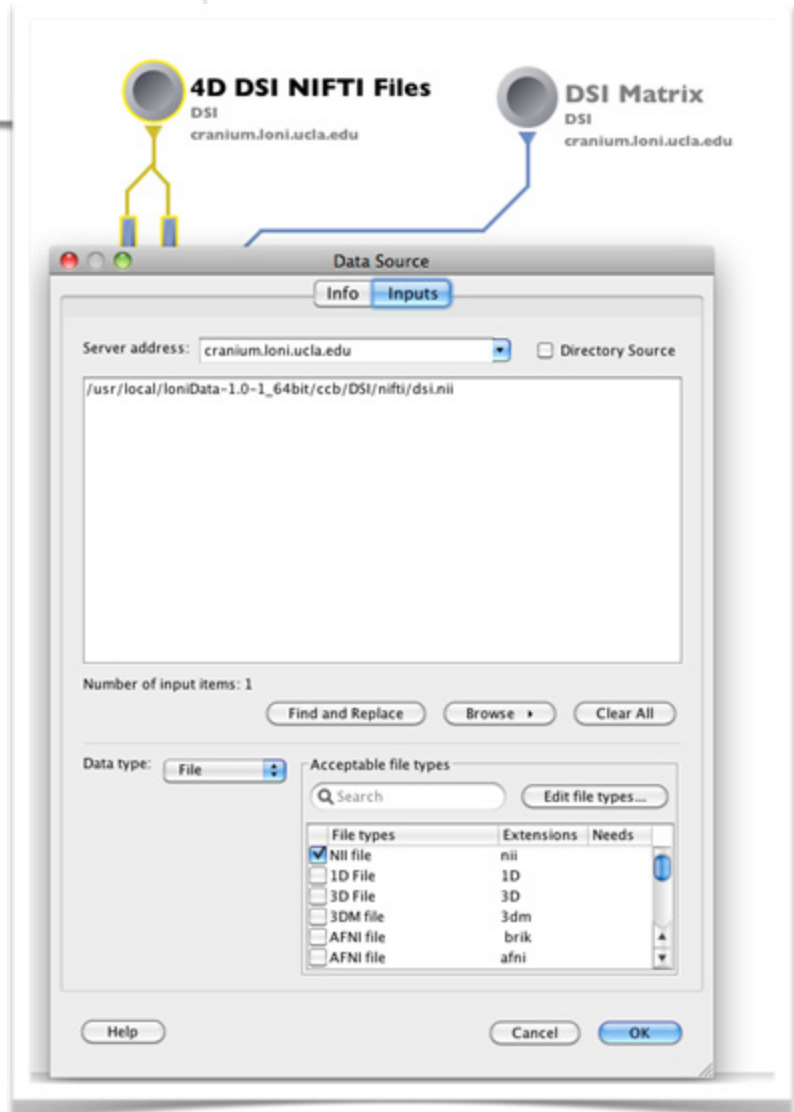 4D DSI NIFTI Files
DSI
cranium.loni.ucla.edu
DSI Matrix
DSI
cranium.loni.ucla.edu
Data Source
Info Inputs
Server address: cranium.loni.ucla.edu Directory Source
/usr/local/loniData-1.0-1_64bit/ccb/DSI/nifti/dsi.nii
Number of input items: 1
Find and Replace Browse Clear All
Data type: File Acceptable file types
Search Edit file types...
File types Extensions Needs
NII file nii
1D File 1D
3D File 3D
3DM file 3dm
AFNI file brik
AFNI file afni
Help Cancel OK